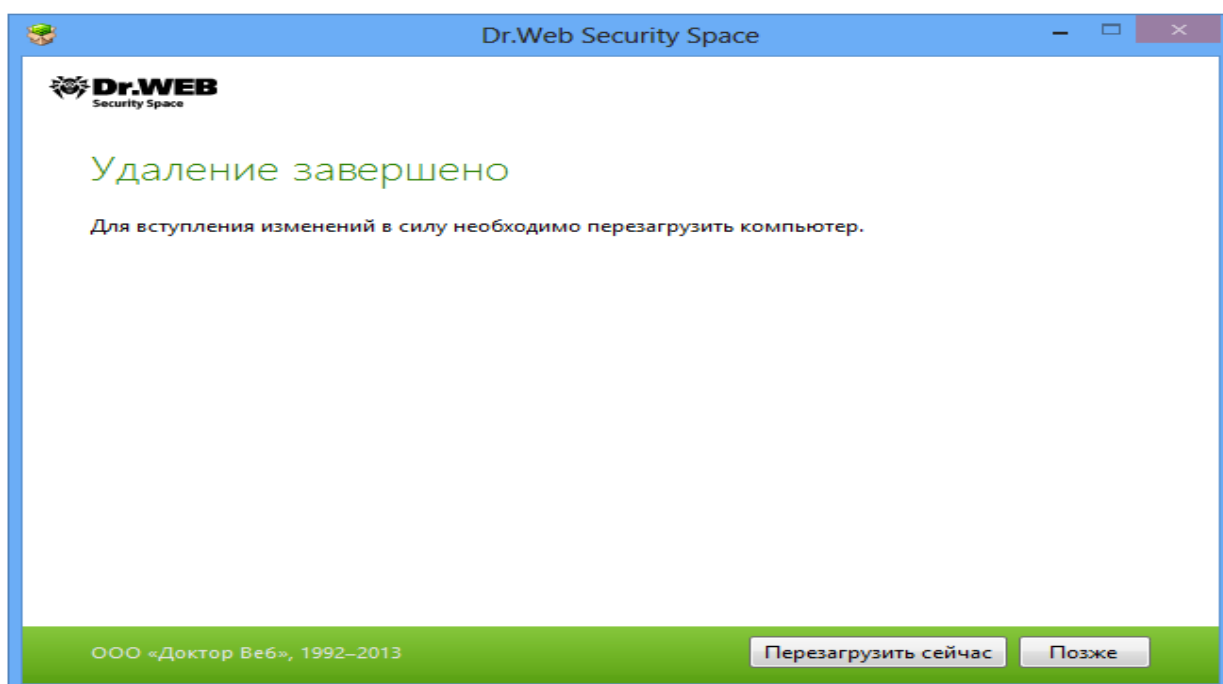 Dr.Web Security Space
Dr.WEB
Security Space
Удаление завершено
Для вступления изменений в силу необходимо перезагрузить компьютер.
ООО «Доктор Веб», 1992–2013
Перезагрузить сейчас
Позже